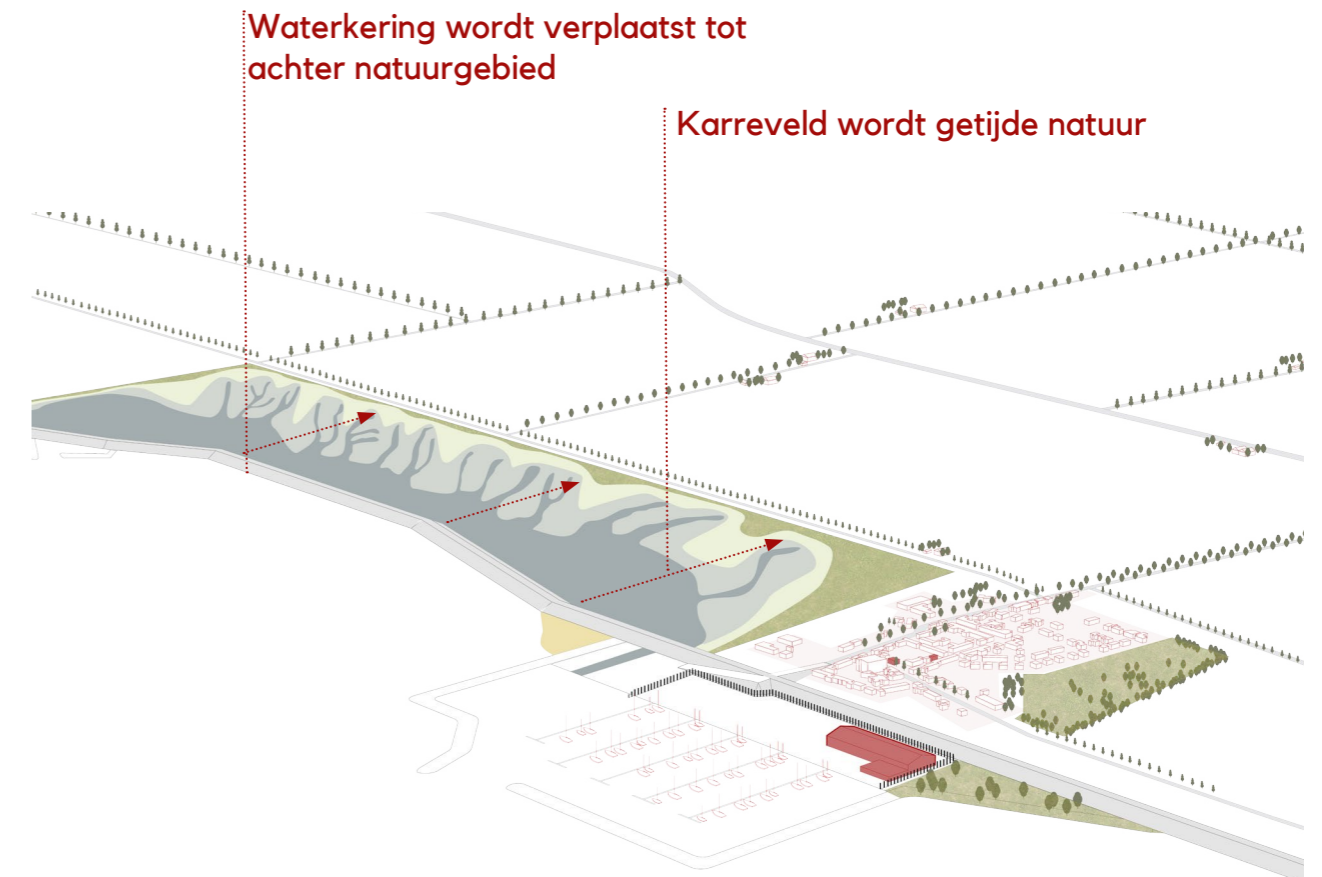 Waterkering wordt verplaatst tot
achter natuurgebied
Karreveld wordt getijde natuur